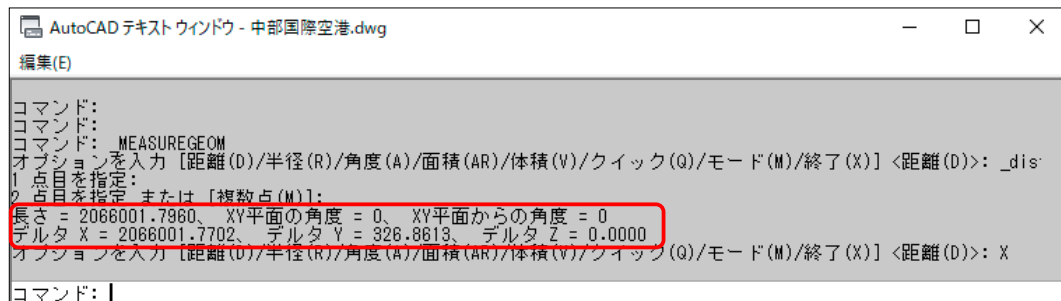 AutoCAD テキスト ウィンドウ - 中部国際空港.dwg
編集(E)
コマンド:
コマンド:
コマンド: _MEASUREGEOM
オプションを入力 [距離(D)/半径(R)/角度(A)/面積(AR)/体積(V)/クイック(Q)/モード(M)/終了(X)] <距離(D)>: _dis
1 点目を指定:
2 点目を指定 または [複数点(M)]:
長さ = 2066001.7960、 XY平面の角度 = 0、 XY平面からの角度 = 0
デルタ X = 2066001.7702、 デルタ Y = 326.8613、 デルタ Z = 0.0000
オプションを入力 [距離(D)/半径(R)/角度(A)/面積(AR)/体積(V)/クイック(Q)/モード(M)/終了(X)] <距離(D)>: X
コマンド: